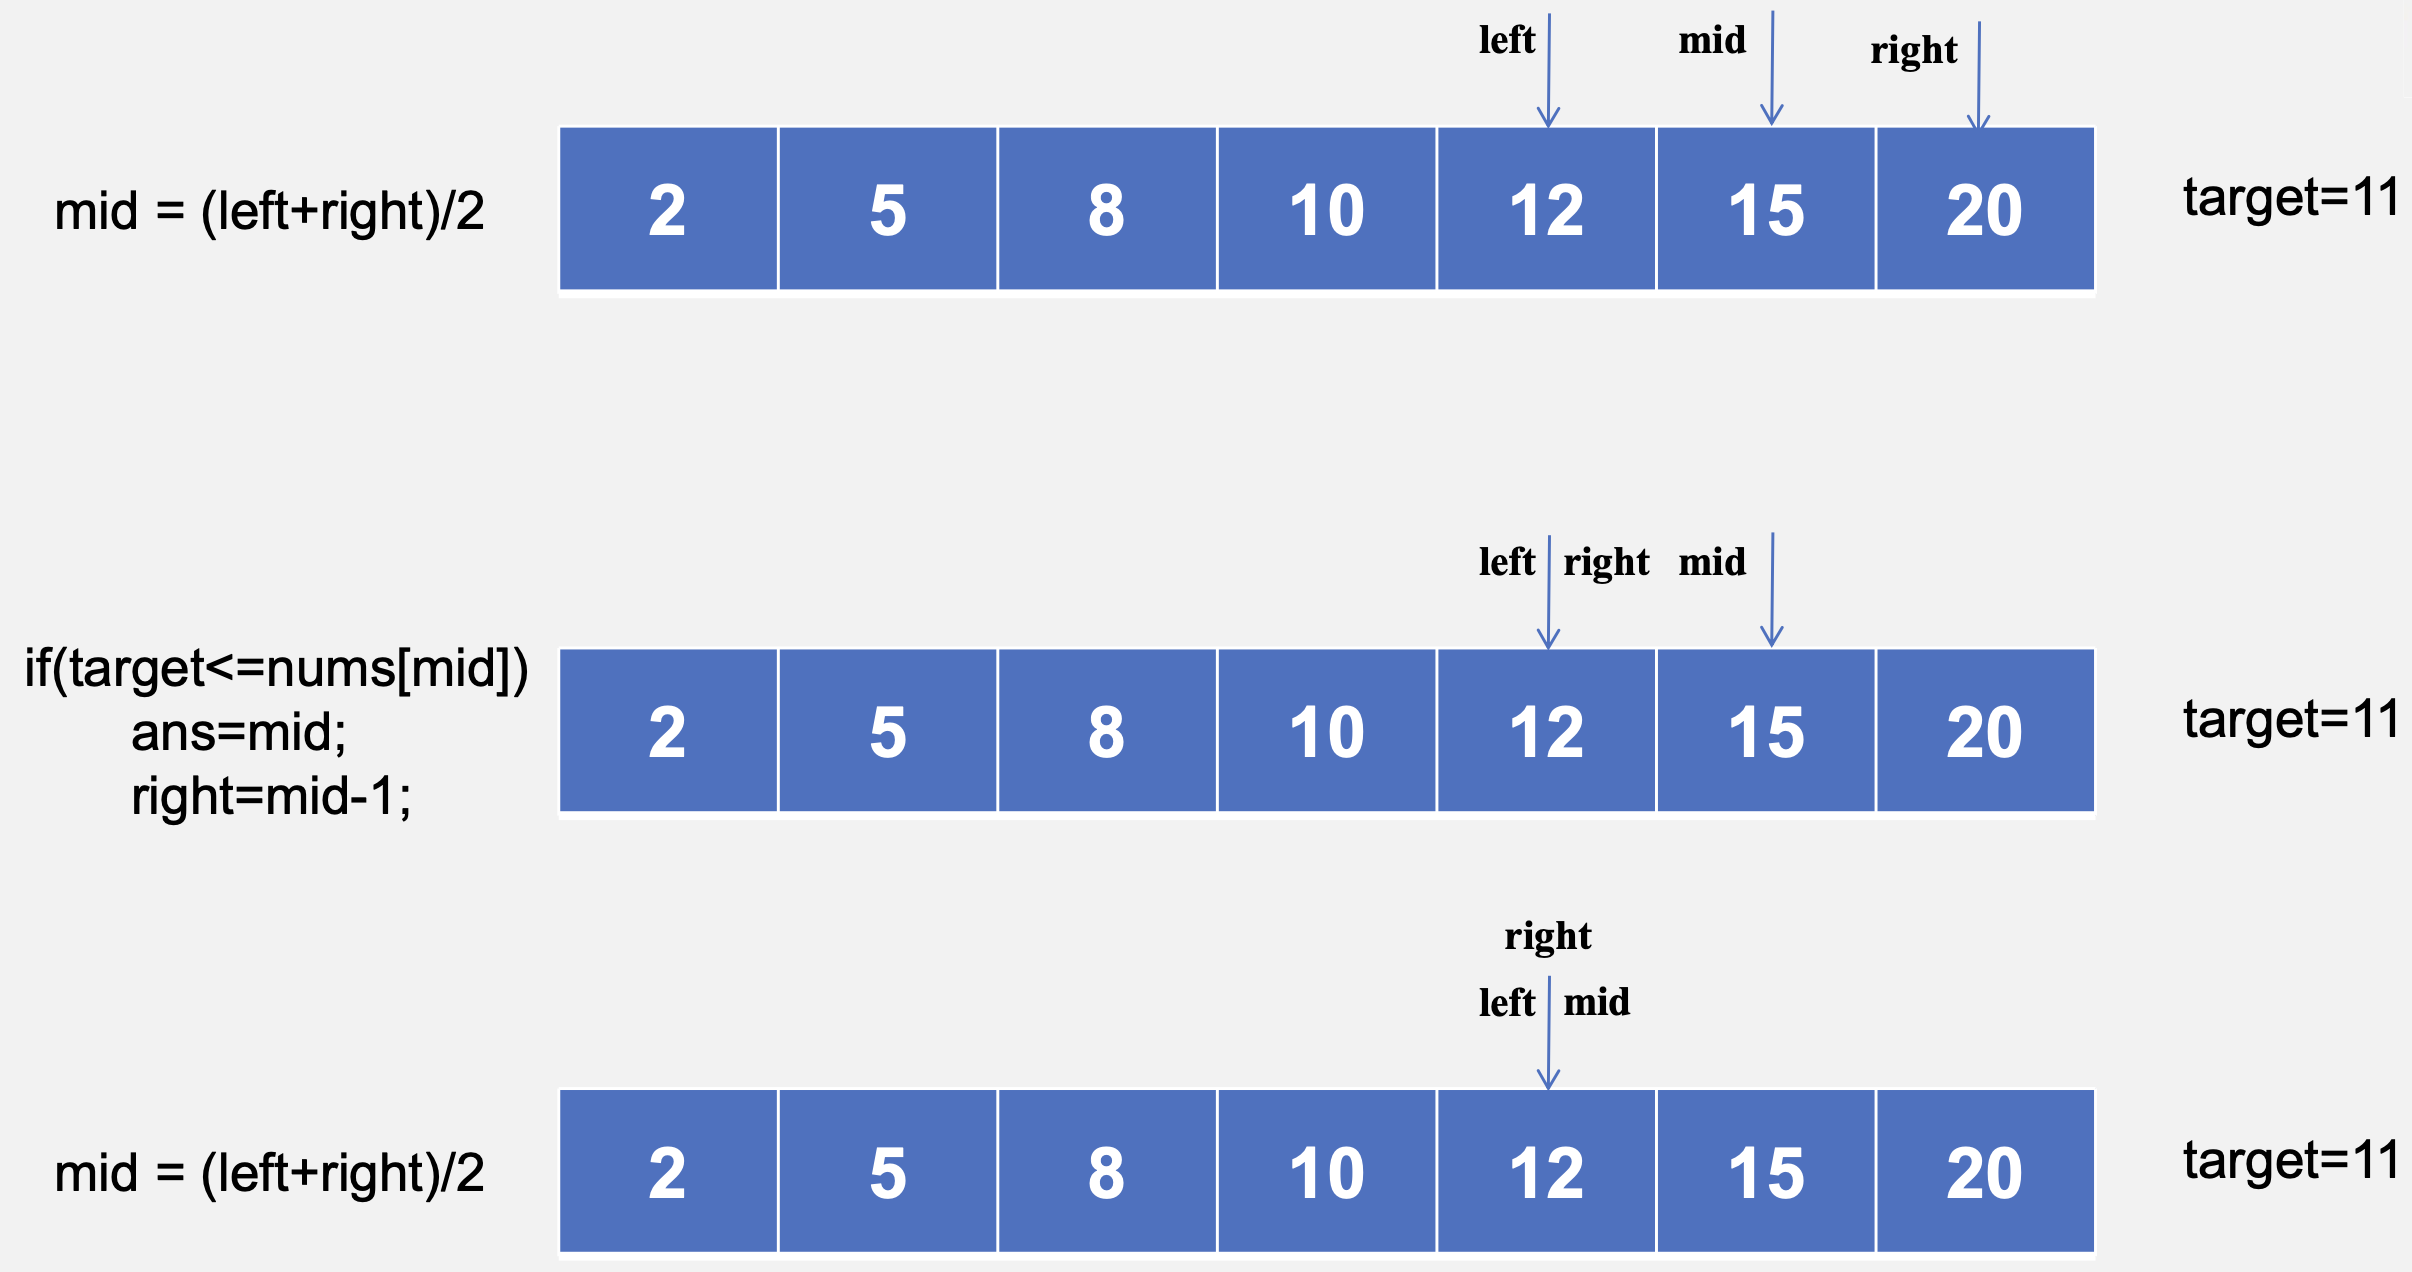 left mid right
mid = (left+right)/2 2 5 8 10 12 15 20 target=11
left right mid
if(target<=nums[mid])
ans=mid;
right=mid-1;
2 5 8 10 12 15 20 target=11
right
left mid
mid = (left+right)/2 2 5 8 10 12 15 20 target=11